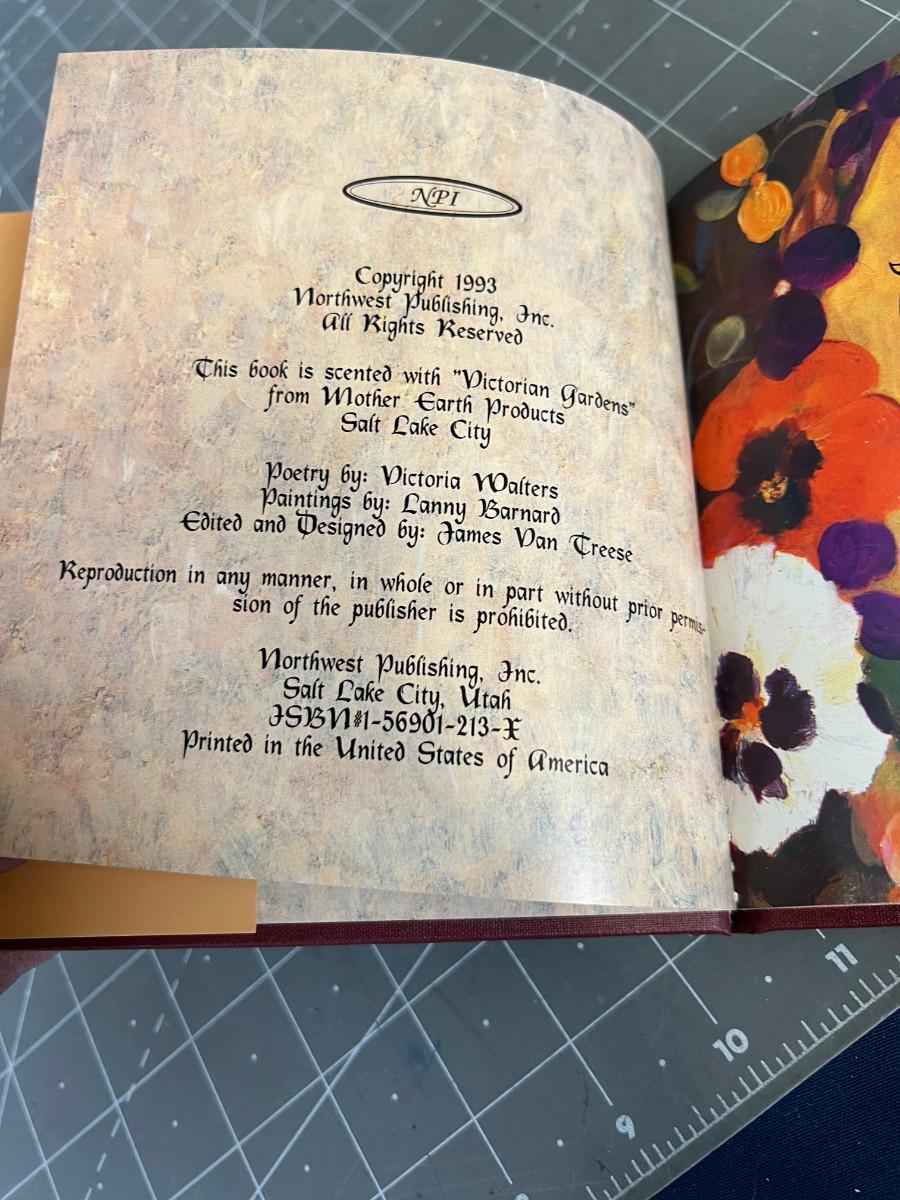 NPI
Copyright 1993
Northwest Publishing, Inc.
All Rights Reserved
This book is scented with "Victorian Gardens"
from Mother Earth Products
Salt Lake City
Poetry by: Victoria Walters
Paintings by: Lanny Barnard
Edited and Designed by: James Van Treese
Reproduction in any manner, in whole or in part without prior permis-
sion of the publisher is prohibited.
Northwest Publishing, Inc.
Salt Lake City, Utah
ISBN#1-56901-213-X
Printed in the United States of America
11
10
9